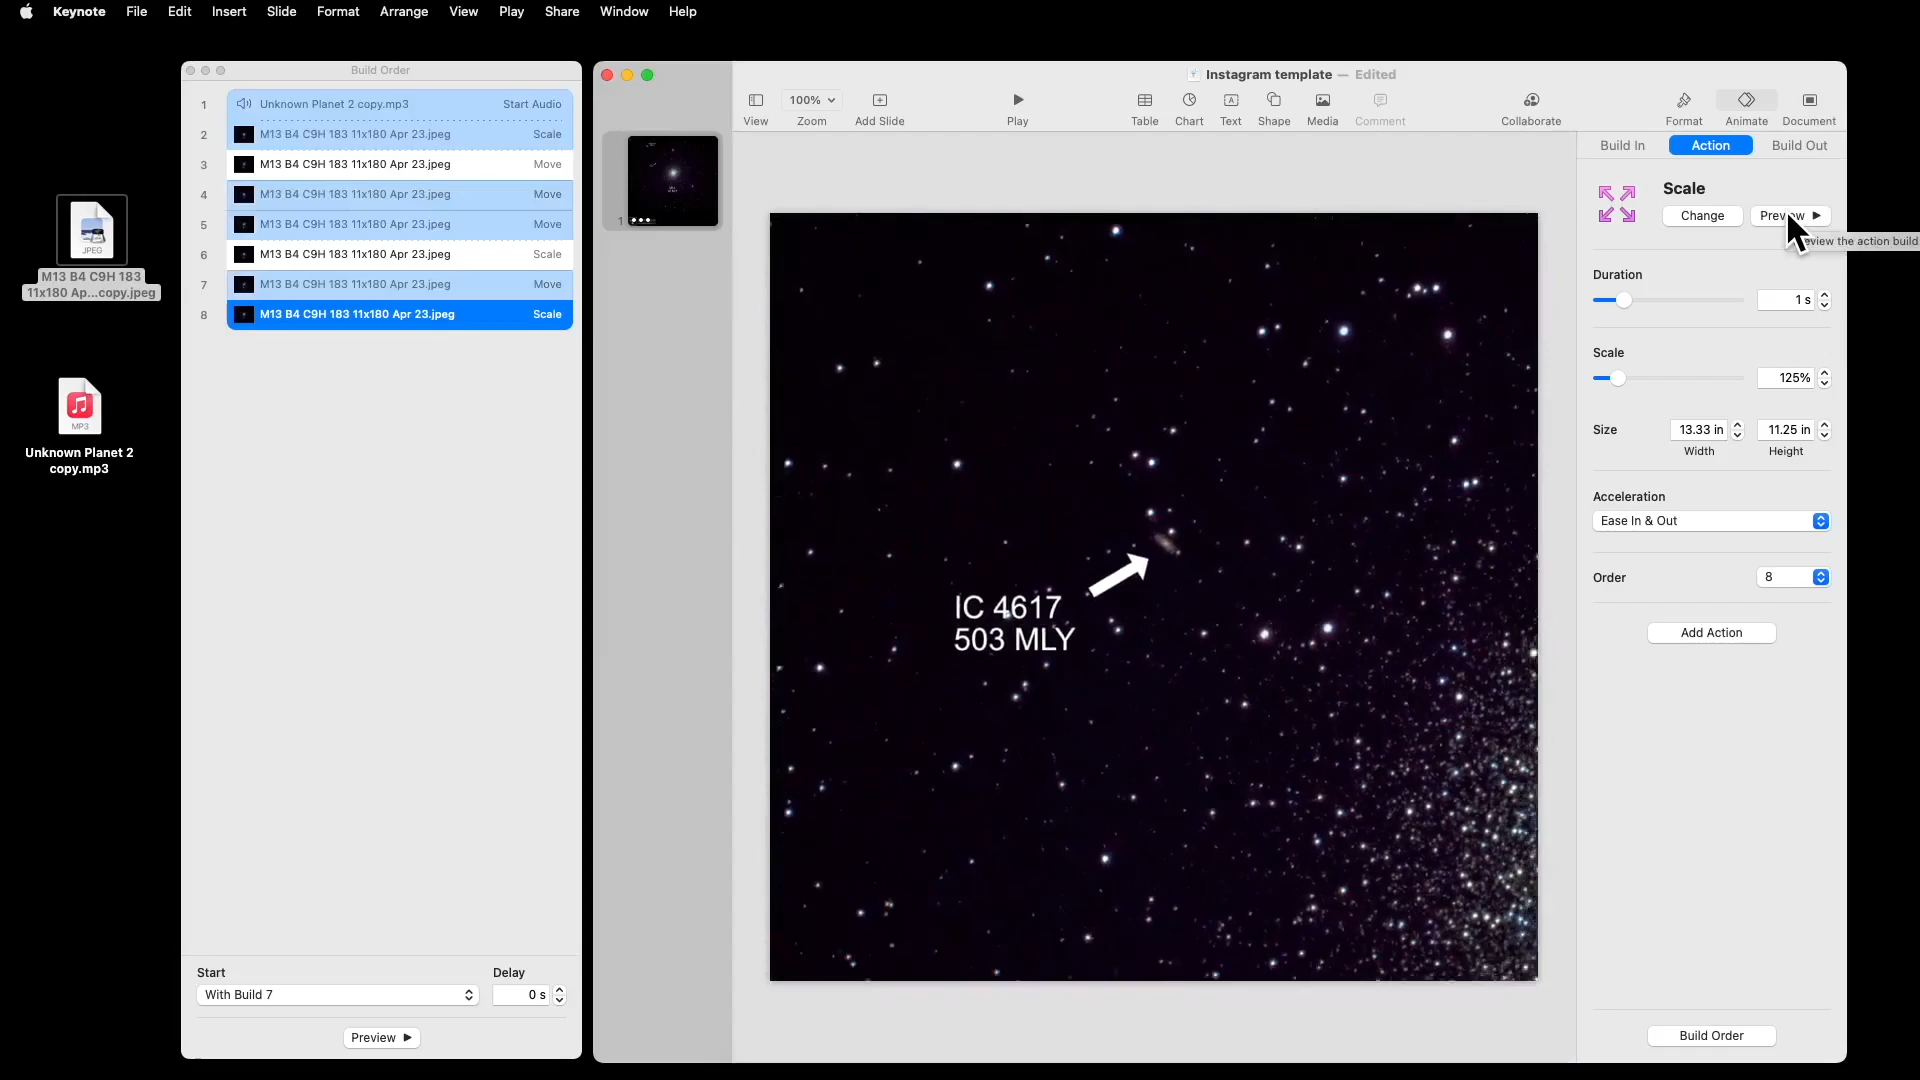 Keynote File Edit Insert Slide Format Arrange View Play Share Window Help
Build Order
1 Unknown Planet 2 copy.mp3 Start Audio
2 M13 B4 C9H 183 11x180 Apr 23.jpeg Scale
3 M13 B4 C9H 183 11x180 Apr 23.jpeg Move
4 M13 B4 C9H 183 11x180 Apr 23.jpeg Move
5 M13 B4 C9H 183 11x180 Apr 23.jpeg Move
6 M13 B4 C9H 183 11x180 Apr 23.jpeg Scale
7 M13 B4 C9H 183 11x180 Apr 23.jpeg Move
8 M13 B4 C9H 183 11x180 Apr 23.jpeg Scale
JPEG
M13 B4 C9H 183
11x180 Ap...copy.jpeg
MP3
Unknown Planet 2
copy.mp3
Start Delay
With Build 7 0 s
Preview
Instagram template — Edited
100%
View Zoom Add Slide Play Table Chart Text Shape Media Comment Collaborate Format Animate Document
1
IC 4617
503 MLY
Build In Action Build Out
Scale
Change Preview
the action build
Duration
1 s
Scale
125%
Size 13.33 in 11.25 in
Width Height
Acceleration
Ease In & Out
Order 8
Add Action
Build Order